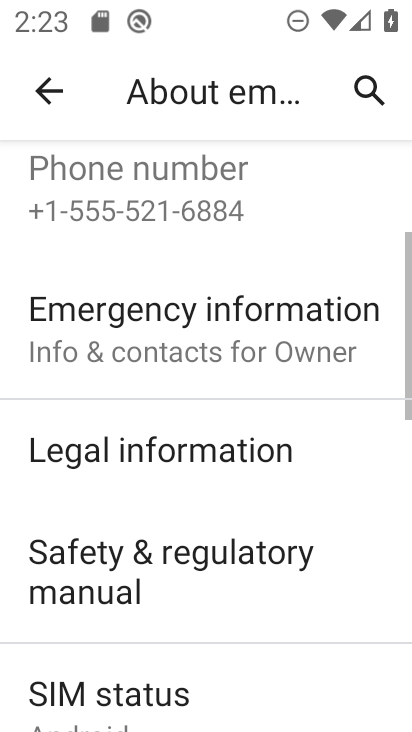 2:23
About em...
Phone number
+1-555-521-6884
Emergency information
Info & contacts for Owner
Legal information
Safety & regulatory
manual
SIM status
Android